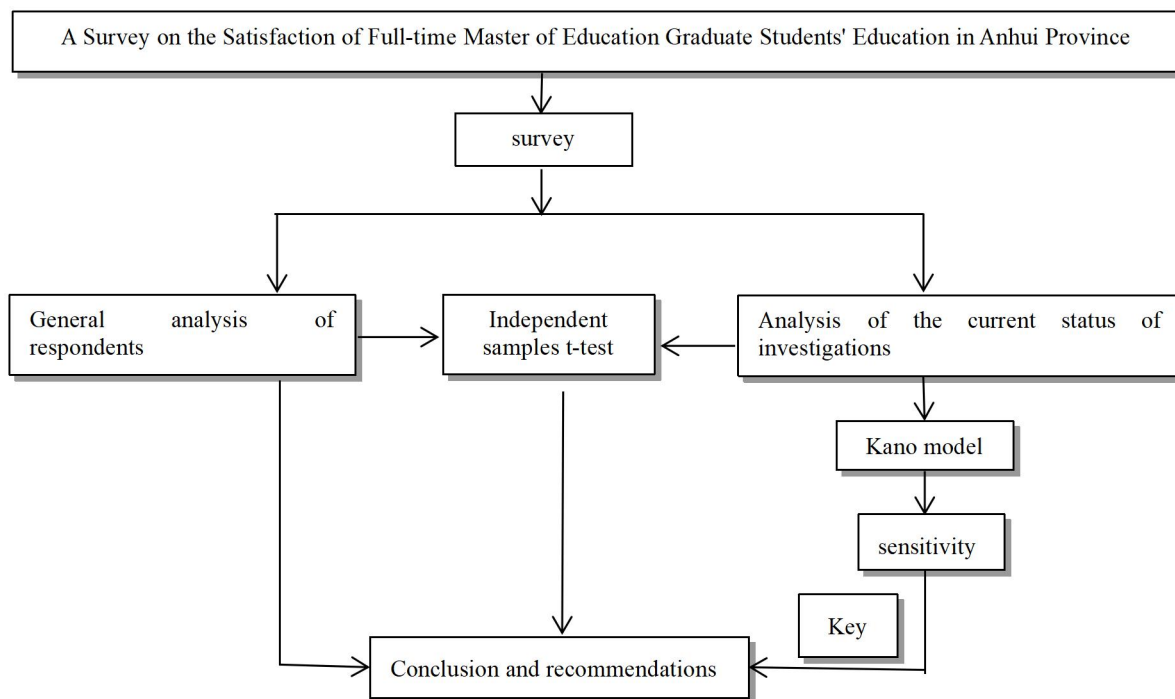 A Survey on the Satisfaction of Full-time Master of Education Graduate Students' Education in Anhui Province
survey
General analysis of
respondents
Independent
samples t-test
Analysis of the current status of
investigations
Kano model
sensitivity
Key
Conclusion and recommendations